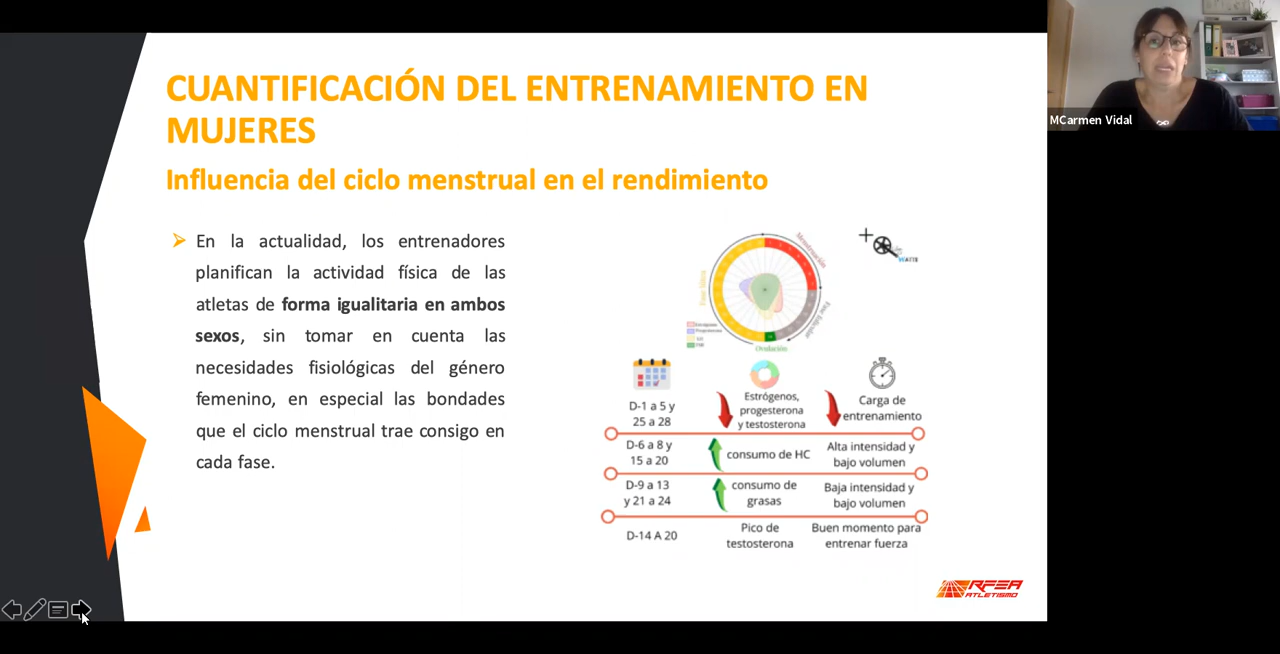 CUANTIFICACIÓN DEL ENTRENAMIENTO EN
MUJERES
Influencia del ciclo menstrual en el rendimiento
En la actualidad, los entrenadores
planifican la actividad física de las
atletas de forma igualitaria en ambos
sexos, sin tomar en cuenta las
necesidades fisiológicas del género
femenino, en especial las bondades
que el ciclo menstrual trae consigo en
cada fase.
Menstruación
Fase folicular
Ovulación
WATTS
D-1 a 5 y
25 a 28
Estrógenos,
progesterona
y testosterona
Carga de
entrenamiento
D-6 a 8 y
15 a 20
consumo de HC
Alta intensidad y
bajo volumen
D-9 a 13
y 21 a 24
consumo de
grasas
Baja intensidad y
bajo volumen
D-14 A 20
Pico de
testosterona
Buen momento para
entrenar fuerza
RFEA
ATLETISMO
MCarmen Vidal